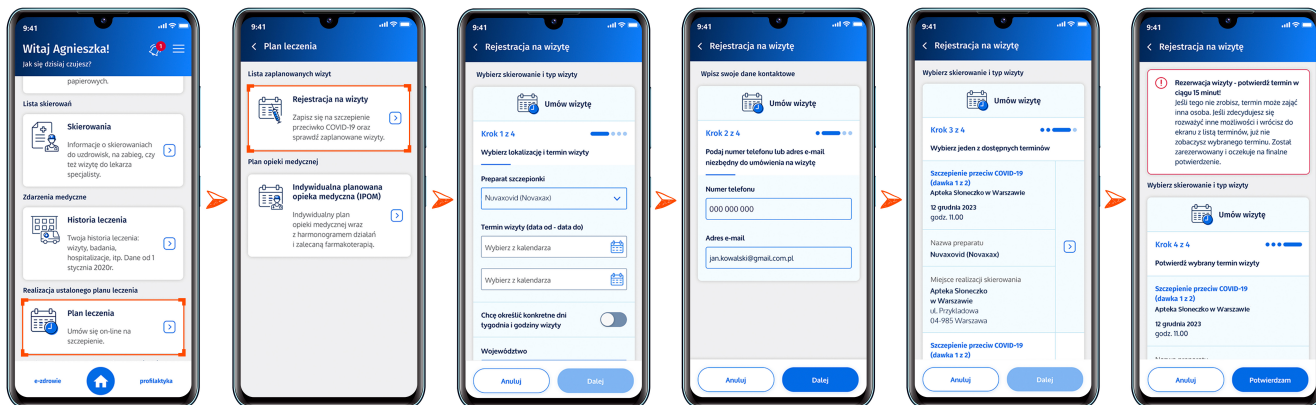 9:41
Witaj Agnieszka!
1
Jak się dzisiaj czujesz?
papierowych.
Lista skierowań
Skierowania
Informacje o skierowaniach
do uzdrowisk, na zabieg, czy
też wizytę do lekarza
specjalisty.
Zdarzenia medyczne
Historia leczenia
Twoja historia leczenia:
wizyty, badania,
hospitalizacje, itp. Dane od 1
stycznia 2020r.
Realizacja ustalonego planu leczenia
Plan leczenia
Umów się on-line na
szczepienie.
e-zdrowie
profilaktyka
9:41
Plan leczenia
Lista zaplanowanych wizyt
Rejestracja na wizyty
Zapisz się na szczepienie
przeciwko COVID-19 oraz
sprawdź zaplanowane wizyty.
Plan opieki medycznej
Indywidualna planowana
opieka medyczna (IPOM)
Indywidualny plan
opieki medycznej wraz
z harmonogramem działań
i zalecaną farmakoterapią.
9:41
Rejestracja na wizytę
Wybierz skierowanie i typ wizyty
Umów wizytę
Krok 1 z 4
Wybierz lokalizację i termin wizyty
Preparat szczepionki
Nuvaxovid (Novavax)
Termin wizyty (data od - data do)
Wybierz z kalendarza
Wybierz z kalendarza
Chcę określić konkretne dni
tygodnia i godziny wizyty
Województwo
Anuluj
Dalej
9:41
Rejestracja na wizytę
Wpisz swoje dane kontaktowe
Umów wizytę
Krok 2 z 4
Podaj numer telefonu lub adres e-mail
niezbędny do umówienia na wizytę
Numer telefonu
000 000 000
Adres e-mail
jan.kowalski@gmail.com.pl
Anuluj
Dalej
9:41
Rejestracja na wizytę
Wybierz skierowanie i typ wizyty
Umów wizytę
Krok 3 z 4
Wybierz jeden z dostępnych terminów
Szczepienie przeciw COVID-19
(dawka 1 z 2)
Apteka Słoneczko w Warszawie
12 grudnia 2023
godz. 11.00
Nazwa preparatu
Nuvaxovid (Novavax)
Miejsce realizacji skierowania
Apteka Słoneczko
w Warszawie
ul. Przykładowa
04-985 Warszawa
Szczepienie przeciw COVID-19
(dawka 1 z 2)
Anuluj
Dalej
9:41
Rejestracja na wizytę
Rezerwacja wizyty - potwierdź termin w
ciągu 15 minut!
Jeśli tego nie zrobisz, termin może zająć
inna osoba. Jeśli zdecydujesz się
rozważyć inne możliwości i wrócisz do
ekranu z listą terminów, już nie
zobaczysz wybranego terminu. Został
zarezerwowany i oczekuje na finalne
potwierdzenie.
Wybierz skierowanie i typ wizyty
Umów wizytę
Krok 4 z 4
Potwierdź wybrany termin wizyty
Szczepienie przeciw COVID-19
(dawka 1 z 2)
Apteka Słoneczko w Warszawie
12 grudnia 2023
godz. 11.00
Anuluj
Potwierdzam